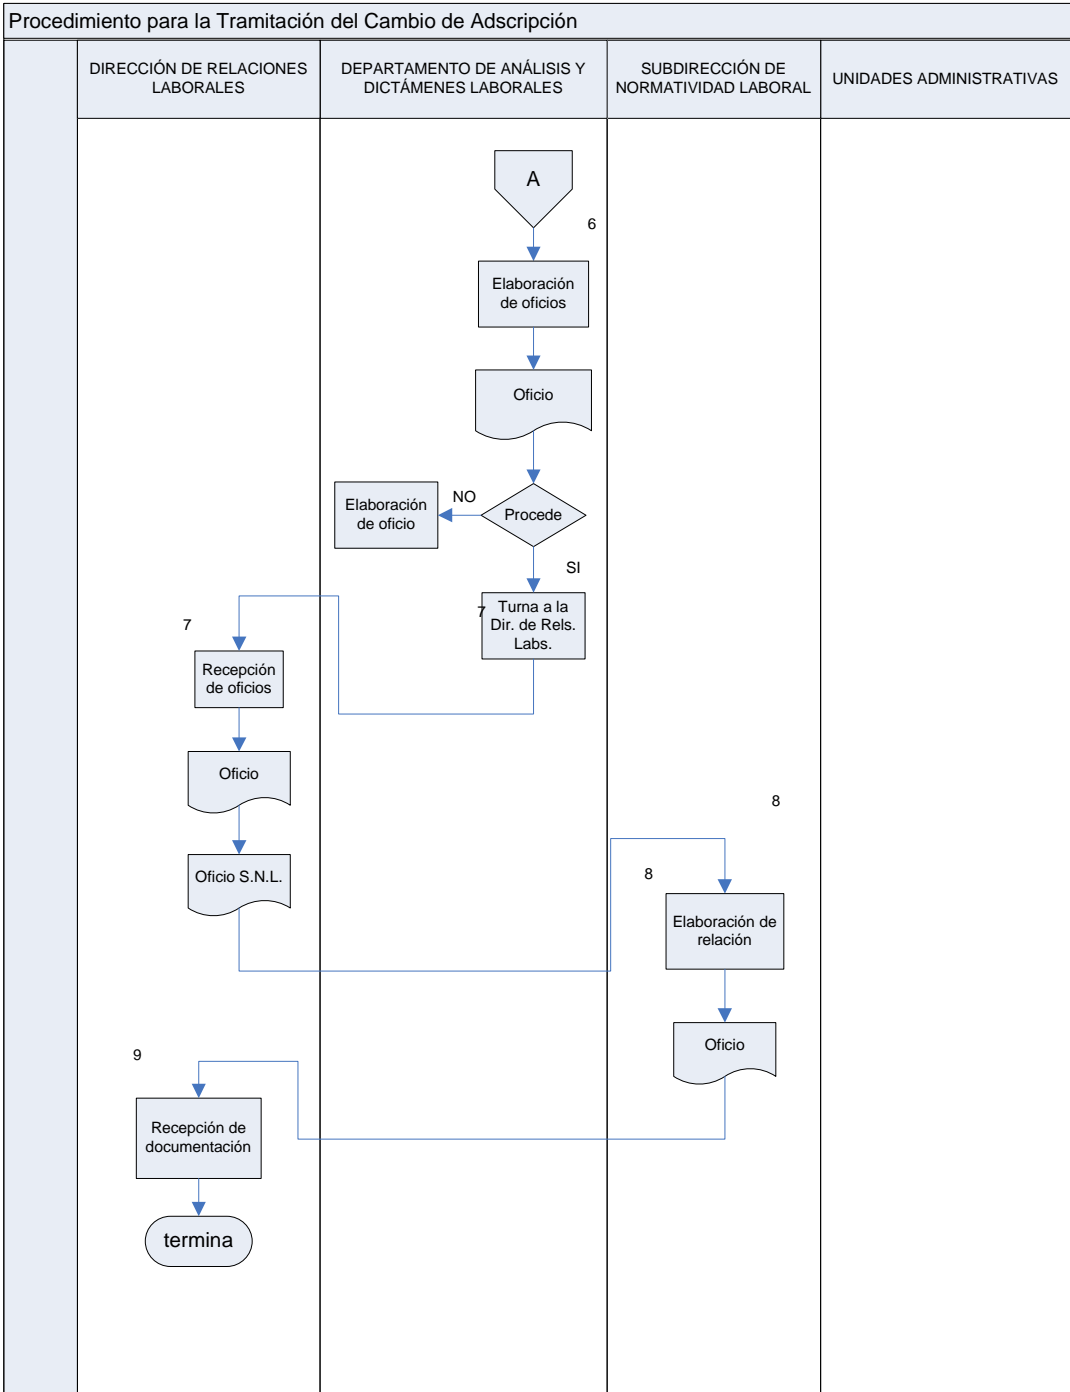 Procedimiento para la Tramitación del Cambio de Adscripción
DIRECCIÓN DE RELACIONES
LABORALES
DEPARTAMENTO DE ANÁLISIS Y
DICTÁMENES LABORALES
SUBDIRECCIÓN DE
NORMATIVIDAD LABORAL
UNIDADES ADMINISTRATIVAS
A
6
Elaboración
de oficios
Oficio
Procede
NO
Elaboración
de oficio
SI
7
Turna a la
Dir. de Rels.
Labs.
7
Recepción
de oficios
Oficio
Oficio S.N.L.
8
8
Elaboración de
relación
Oficio
9
Recepción de
documentación
termina